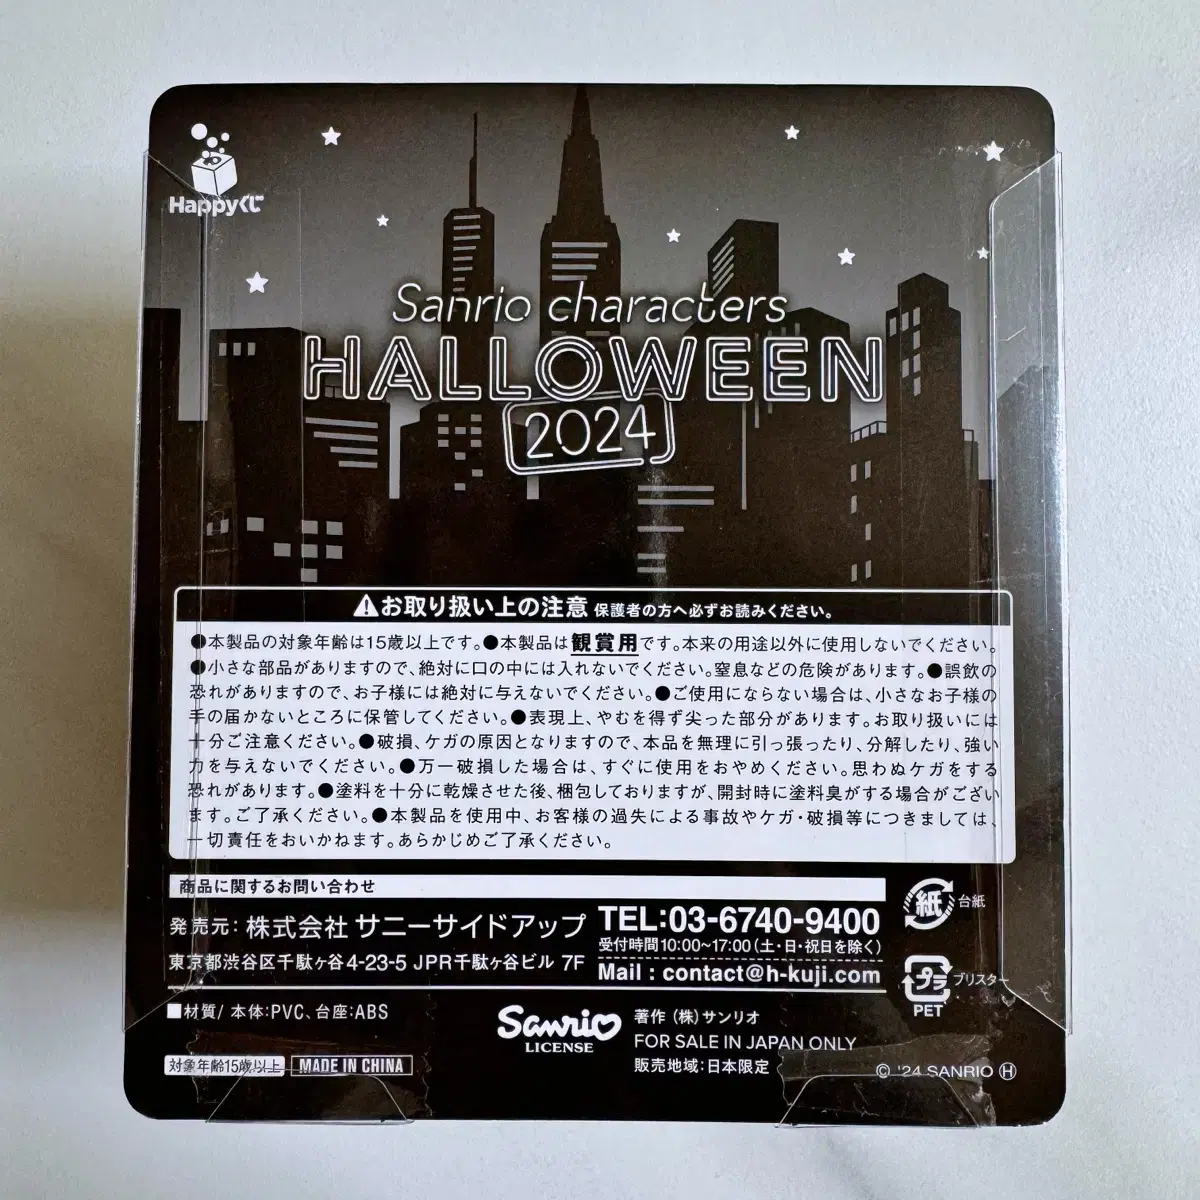 Happyくじ
Sanrio characters
HALLOWEEN
2024
⚠お取り扱い上の注意 保護者の方へ必ずお読みください。
●本製品の対象年齢は15歳以上です。●本製品は観賞用です。本来の用途以外に使用しないでください。
●小さな部品がありますので、絶対に口の中には入れないでください。窒息などの危険があります。●誤飲の
恐れがありますので、お子様には絶対に与えないでください。●ご使用にならない場合は、小さなお子様の
手の届かないところに保管してください。●表現上、やむを得ず尖った部分があります。お取り扱いには
十分ご注意ください。●破損、ケガの原因となりますので、本品を無理に引っ張ったり、分解したり、強い
力を与えないでください。●万一破損した場合は、すぐに使用をおやめください。思わぬケガをする
恐れがあります。●塗料を十分に乾燥させた後、梱包しておりますが、開封時に塗料臭がする場合がござい
ます。ご了承ください。●本製品を使用中、お客様の過失による事故やケガ・破損等につきましては、
一切責任をおいかねます。あらかじめご了承ください。
商品に関するお問い合わせ
発売元：株式会社 サニーサイドアップ
東京都渋谷区千駄ヶ谷4-23-5 JPR千駄ヶ谷ビル 7F
TEL:03-6740-9400
受付時間10:00~17:00（土・日・祝日を除く）
Mail : contact@h-kuji.com
紙 台紙
プラ ブリスター
PET
■材質/ 本体:PVC、台座:ABS
対象年齢15歳以上 MADE IN CHINA
Sanrio
LICENSE
著作（株）サンリオ
FOR SALE IN JAPAN ONLY
販売地域:日本限定
© '24 SANRIO Ⓗ